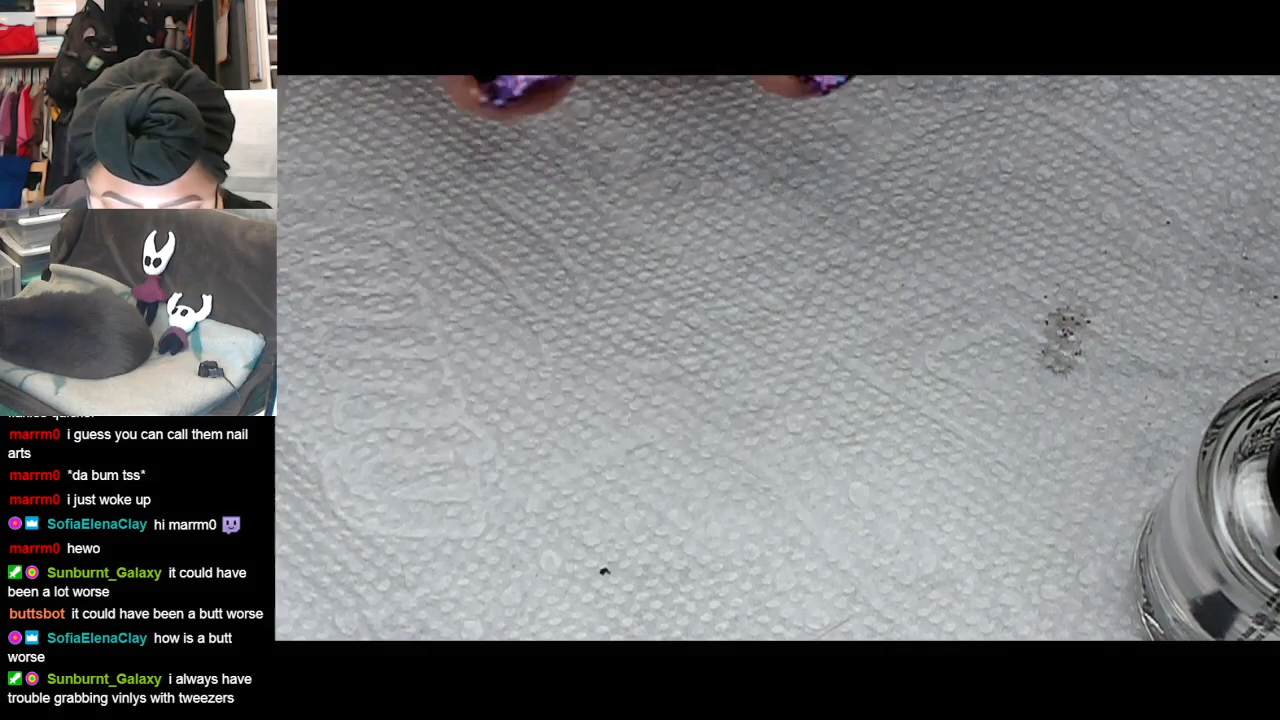 marrm0 i guess you can call them nail
arts
marrm0 *da bum tss*
marrm0 i just woke up
SofiaElenaClay hi marrm0
marrm0 hewo
Sunburnt_Galaxy it could have
been a lot worse
buttsbot it could have been a butt worse
SofiaElenaClay how is a butt
worse
Sunburnt_Galaxy i always have
trouble grabbing vinlys with tweezers